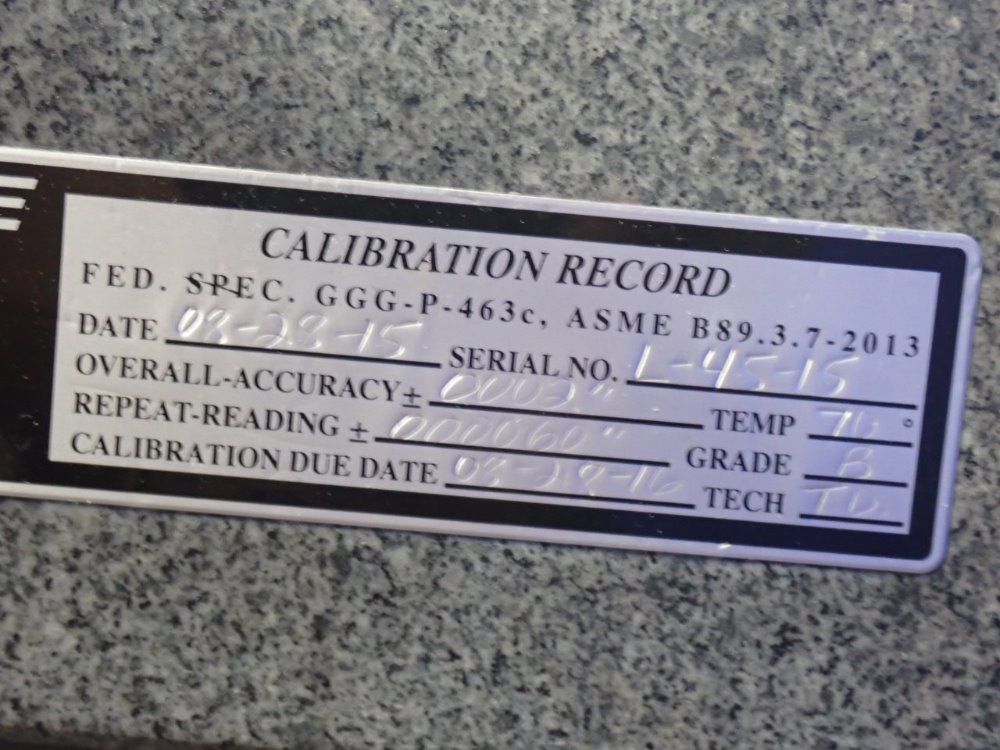 CALIBRATION RECORD
FED. SPEC. GGG-P-463c, ASME B89.3.7-2013
DATE 08-28-15 SERIAL NO. L-45-15
OVERALL-ACCURACY± TEMP °
REPEAT-READING ± 000060" GRADE B
CALIBRATION DUE DATE 08-28-16 TECH